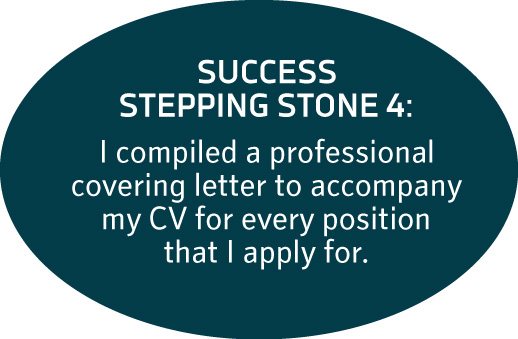 SUCCESS
STEPPING STONE 4:
I compiled a professional
covering letter to accompany
my CV for every position
that I apply for.